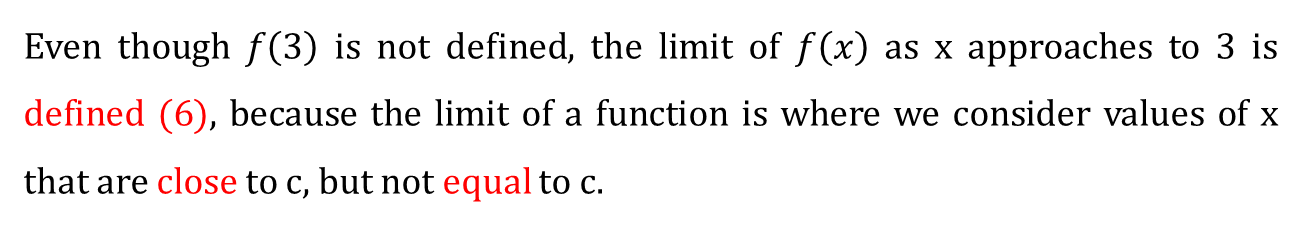 Even though f(3) is not defined, the limit of f(x) as x approaches to 3 is
defined (6), because the limit of a function is where we consider values of x
that are close to c, but not equal to c.